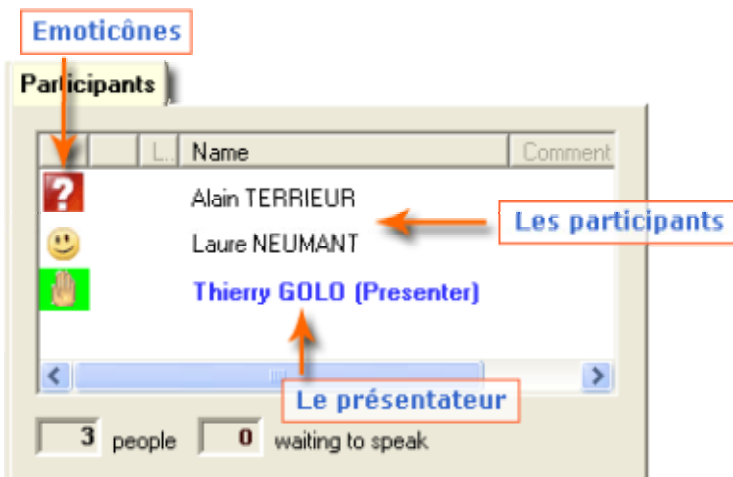 Emoticônes
Participants
L.. Name Comment
? Alain TERRIEUR
Les participants
Laure NEUMANT
Thierry GOLO (Presenter)
Le présentateur
3 people 0 waiting to speak